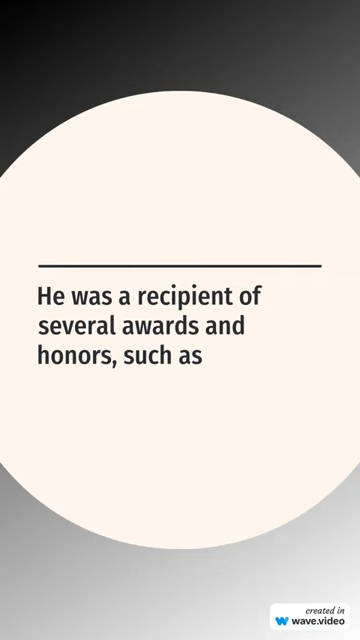 He was a recipient of
several awards and
honors, such as
created in
wave.video